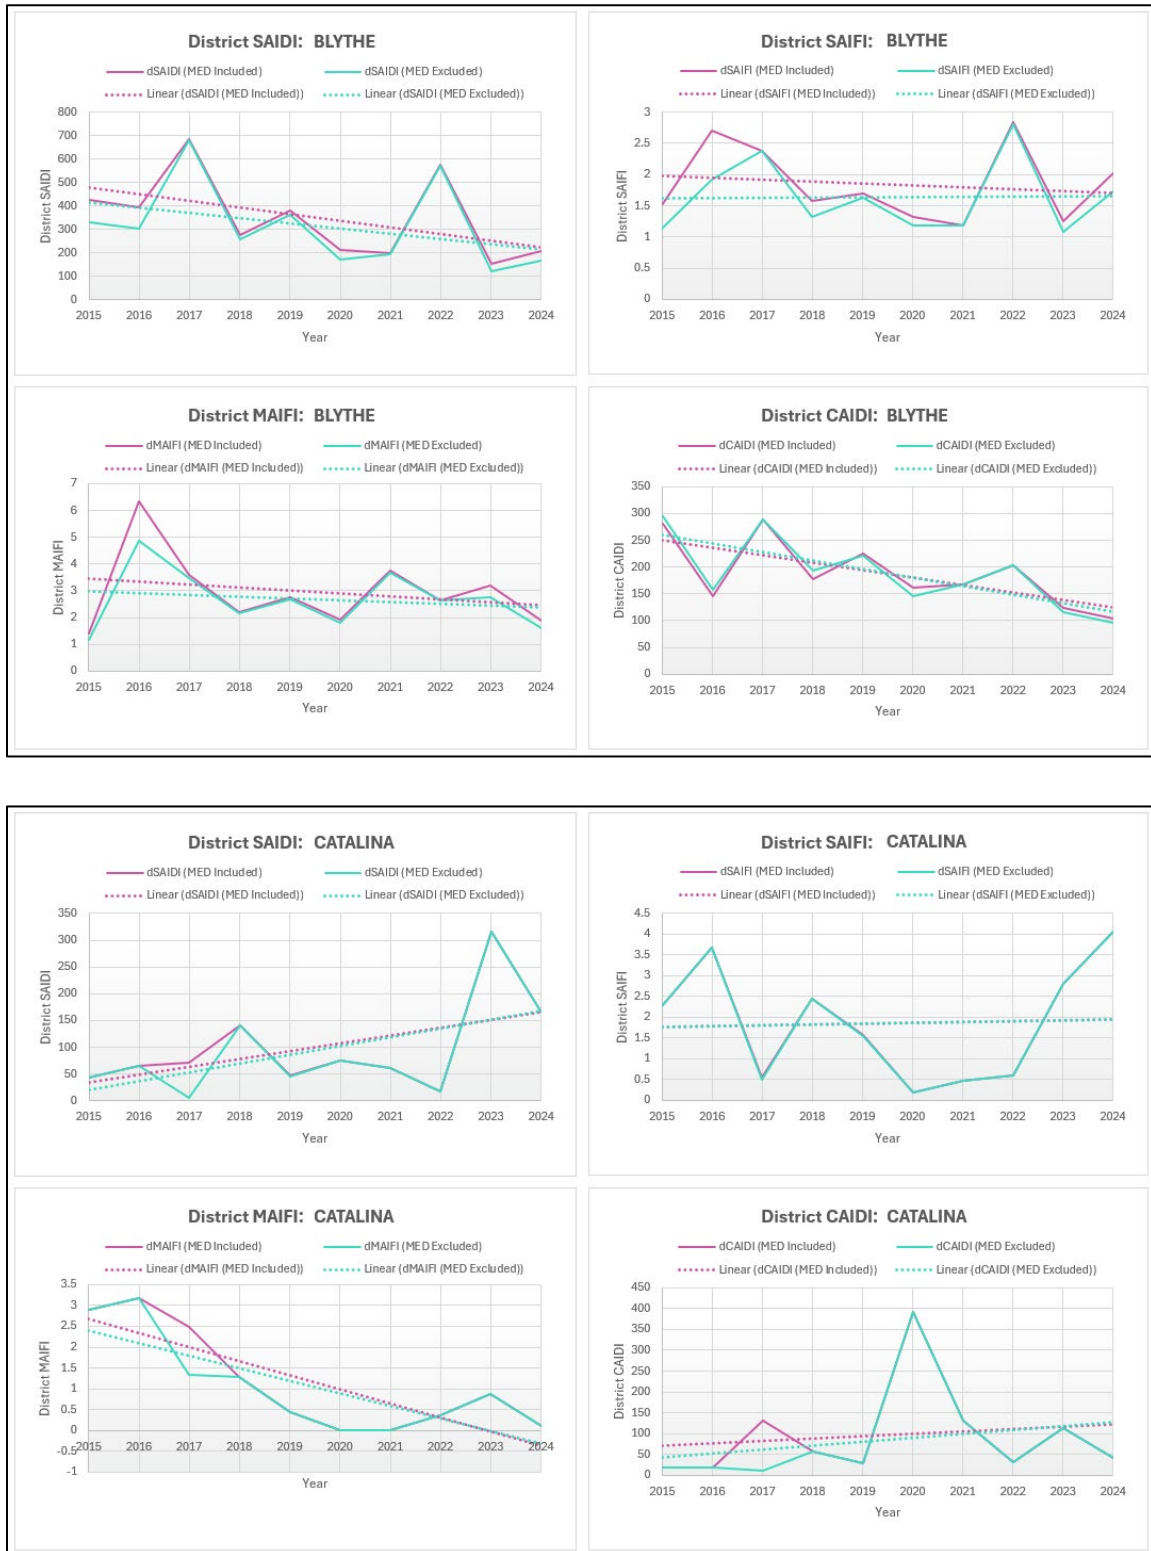 District SAIDI: BLYTHE
dSAIDI (MED Included)
dSAIDI (MED Excluded)
Linear (dSAIDI (MED Included))
Linear (dSAIDI (MED Excluded))
800
700
600
500
400
300
200
100
0
District SAIDI
2015 2016 2017 2018 2019 2020 2021 2022 2023 2024
Year
District SAIFI: BLYTHE
dSAIFI (MED Included)
dSAIFI (MED Excluded)
Linear (dSAIFI (MED Included))
Linear (dSAIFI (MED Excluded))
3
2.5
2
1.5
1
0.5
0
District SAIFI
2015 2016 2017 2018 2019 2020 2021 2022 2023 2024
Year
District MAIFI: BLYTHE
dMAIFI (MED Included)
dMAIFI (MED Excluded)
Linear (dMAIFI (MED Included))
Linear (dMAIFI (MED Excluded))
7
6
5
4
3
2
1
0
District MAIFI
2015 2016 2017 2018 2019 2020 2021 2022 2023 2024
Year
District CAIDI: BLYTHE
dCAIDI (MED Included)
dCAIDI (MED Excluded)
Linear (dCAIDI (MED Included))
Linear (dCAIDI (MED Excluded))
350
300
250
200
150
100
50
0
District CAIDI
2015 2016 2017 2018 2019 2020 2021 2022 2023 2024
Year
District SAIDI: CATALINA
dSAIDI (MED Included)
dSAIDI (MED Excluded)
Linear (dSAIDI (MED Included))
Linear (dSAIDI (MED Excluded))
350
300
250
200
150
100
50
0
District SAIDI
2015 2016 2017 2018 2019 2020 2021 2022 2023 2024
Year
District SAIFI: CATALINA
dSAIFI (MED Included)
dSAIFI (MED Excluded)
Linear (dSAIFI (MED Included))
Linear (dSAIFI (MED Excluded))
4.5
4
3.5
3
2.5
2
1.5
1
0.5
0
District SAIFI
2015 2016 2017 2018 2019 2020 2021 2022 2023 2024
Year
District MAIFI: CATALINA
dMAIFI (MED Included)
dMAIFI (MED Excluded)
Linear (dMAIFI (MED Included))
Linear (dMAIFI (MED Excluded))
3.5
3
2.5
2
1.5
1
0.5
0
-0.5
-1
District MAIFI
2015 2016 2017 2018 2019 2020 2021 2022 2023 2024
Year
District CAIDI: CATALINA
dCAIDI (MED Included)
dCAIDI (MED Excluded)
Linear (dCAIDI (MED Included))
Linear (dCAIDI (MED Excluded))
450
400
350
300
250
200
150
100
50
0
District CAIDI
2015 2016 2017 2018 2019 2020 2021 2022 2023 2024
Year